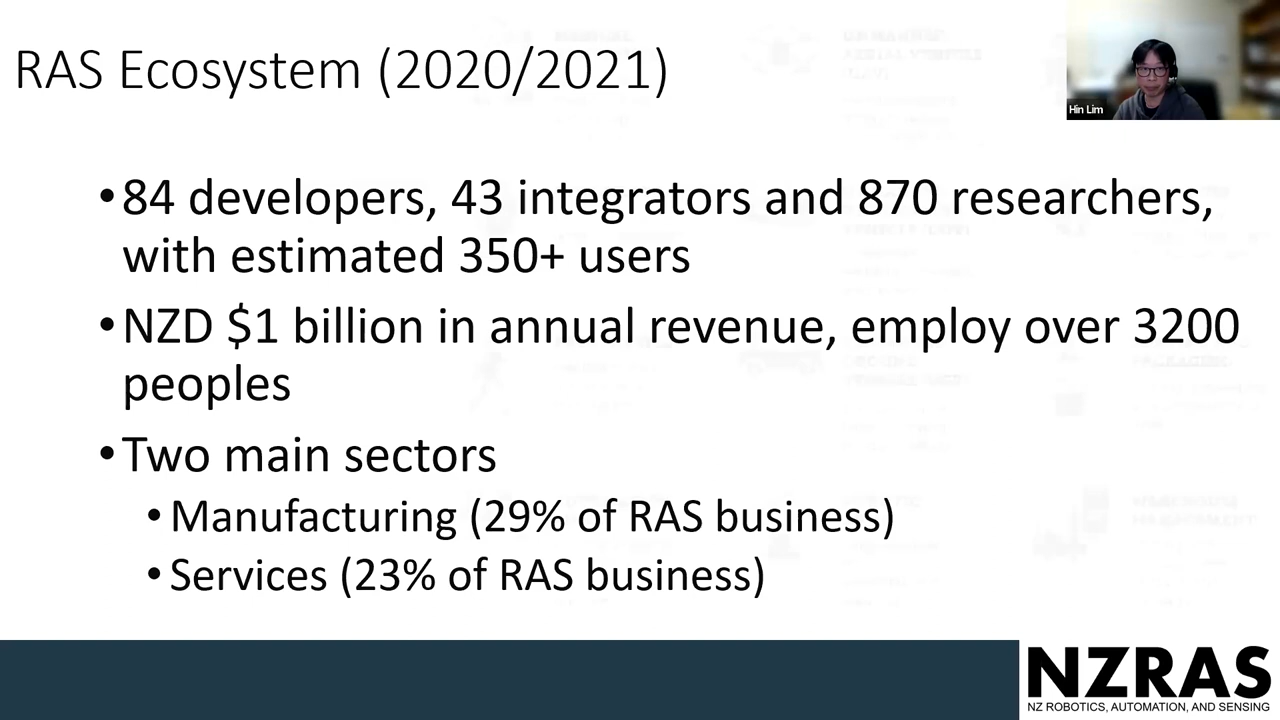 RAS Ecosystem (2020/2021)
Hin Lim
•84 developers, 43 integrators and 870 researchers,
with estimated 350+ users
•NZD $1 billion in annual revenue, employ over 3200
peoples
•Two main sectors
•Manufacturing (29% of RAS business)
•Services (23% of RAS business)
NZRAS
NZ ROBOTICS, AUTOMATION, AND SENSING